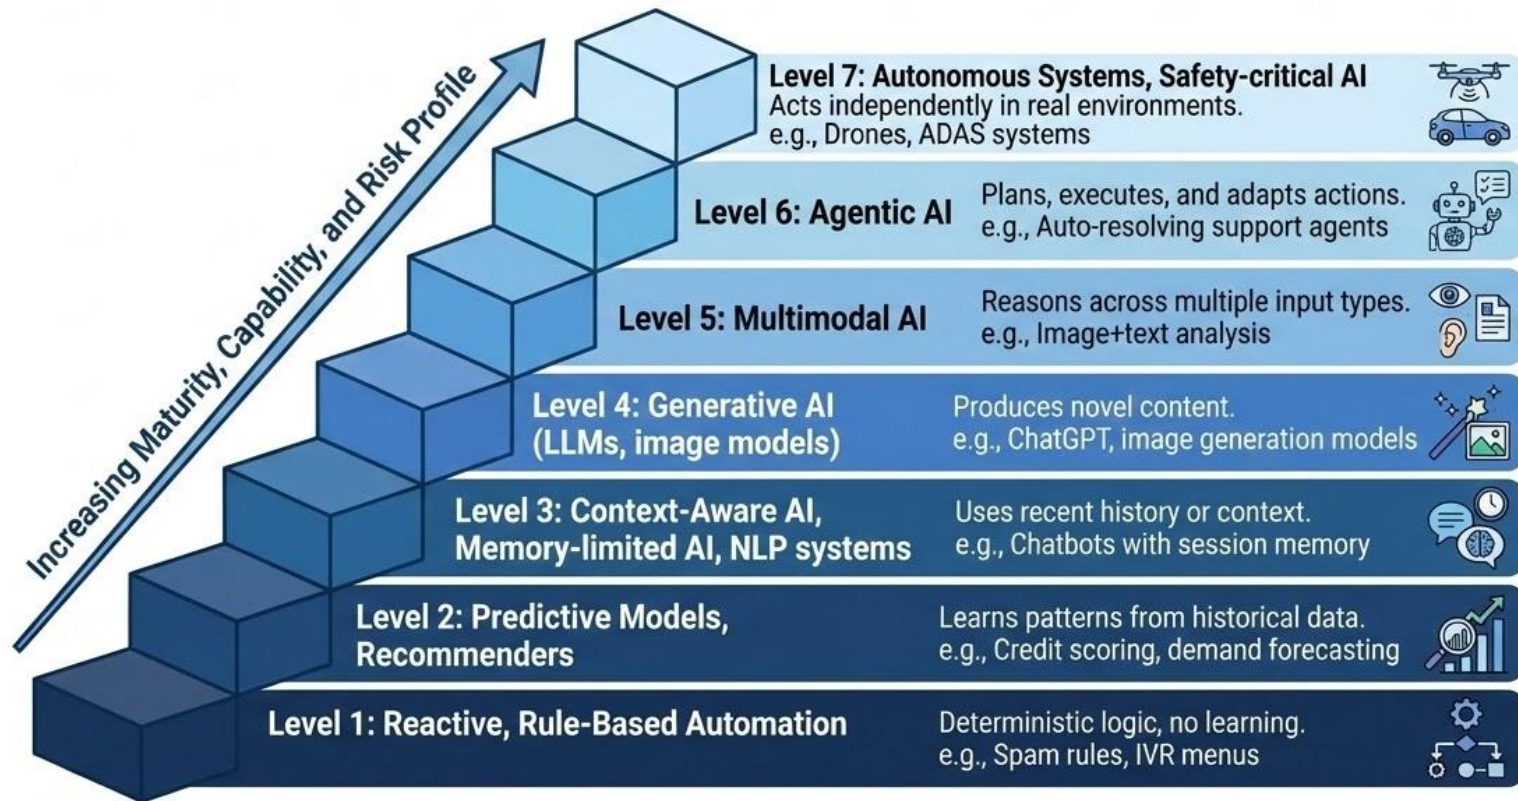 Increasing Maturity, Capability, and Risk Profile
Level 7: Autonomous Systems, Safety-critical AI
Acts independently in real environments.
e.g., Drones, ADAS systems
Level 6: Agentic AI
Plans, executes, and adapts actions.
e.g., Auto-resolving support agents
Level 5: Multimodal AI
Reasons across multiple input types.
e.g., Image+text analysis
Level 4: Generative AI
(LLMs, image models)
Produces novel content.
e.g., ChatGPT, image generation models
Level 3: Context-Aware AI,
Memory-limited AI, NLP systems
Uses recent history or context.
e.g., Chatbots with session memory
Level 2: Predictive Models,
Recommenders
Learns patterns from historical data.
e.g., Credit scoring, demand forecasting
Level 1: Reactive, Rule-Based Automation
Deterministic logic, no learning.
e.g., Spam rules, IVR menus